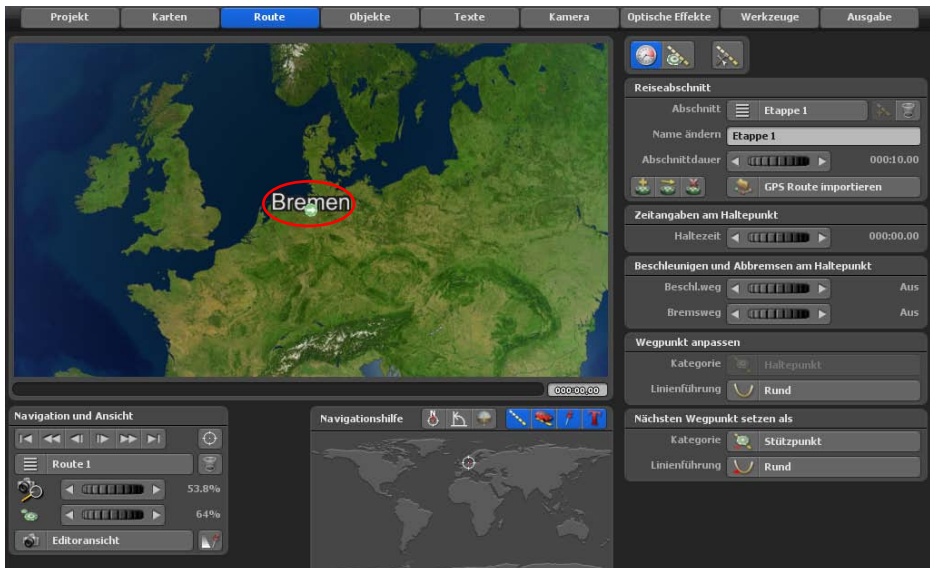 Projekt
Karten
Route
Objekte
Texte
Kamera
Optische Effekte
Werkzeuge
Ausgabe
Bremen
000:00,00
Reiseabschnitt
Abschnitt Etappe 1
Name ändern Etappe 1
Abschnittdauer 000:10.00
GPS Route importieren
Zeitangaben am Haltepunkt
Haltezeit 000:00.00
Beschleunigen und Abbremsen am Haltepunkt
Beschl.weg Aus
Bremsweg Aus
Wegpunkt anpassen
Kategorie Haltepunkt
Linienführung Rund
Nächsten Wegpunkt setzen als
Kategorie Stützpunkt
Linienführung Rund
Navigation und Ansicht
Route 1
53.8%
64%
Editoransicht
Navigationshilfe
N